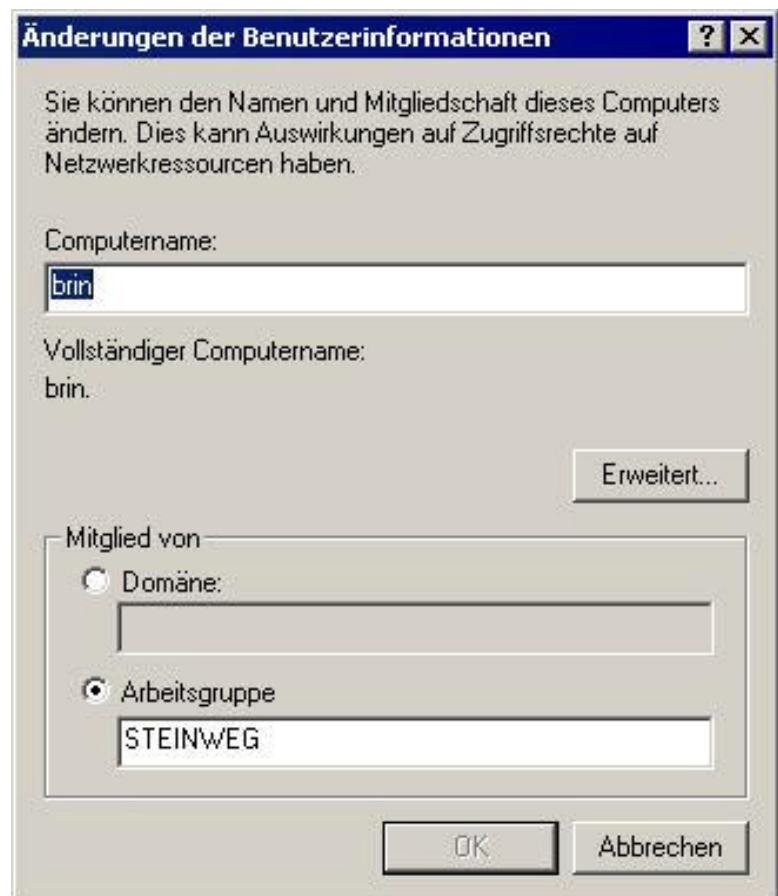 Änderungen der Benutzerinformationen
Sie können den Namen und Mitgliedschaft dieses Computers
ändern. Dies kann Auswirkungen auf Zugriffsrechte auf
Netzwerkressourcen haben.
Computername:
brin
Vollständiger Computername:
brin.
Erweitert...
Mitglied von
Domäne:
Arbeitsgruppe
STEINWEG
OK
Abbrechen